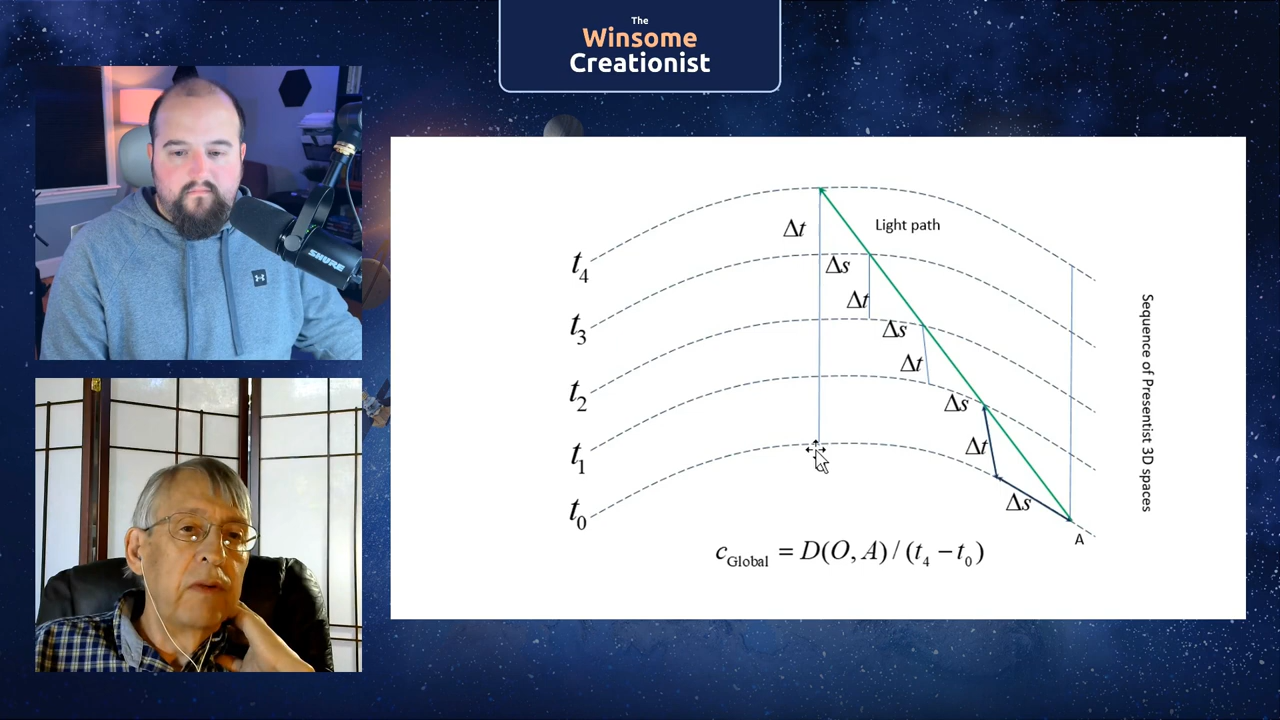 The
Winsome
Creationist
Δt
Light path
t4
Δs
Δt
t3
Δs
Δt
t2
Δs
Δt
t1
Δs
t0
A
cGlobal = D(O, A) / (t4 − t0)
Sequence of Presentist 3D spaces
SHURE